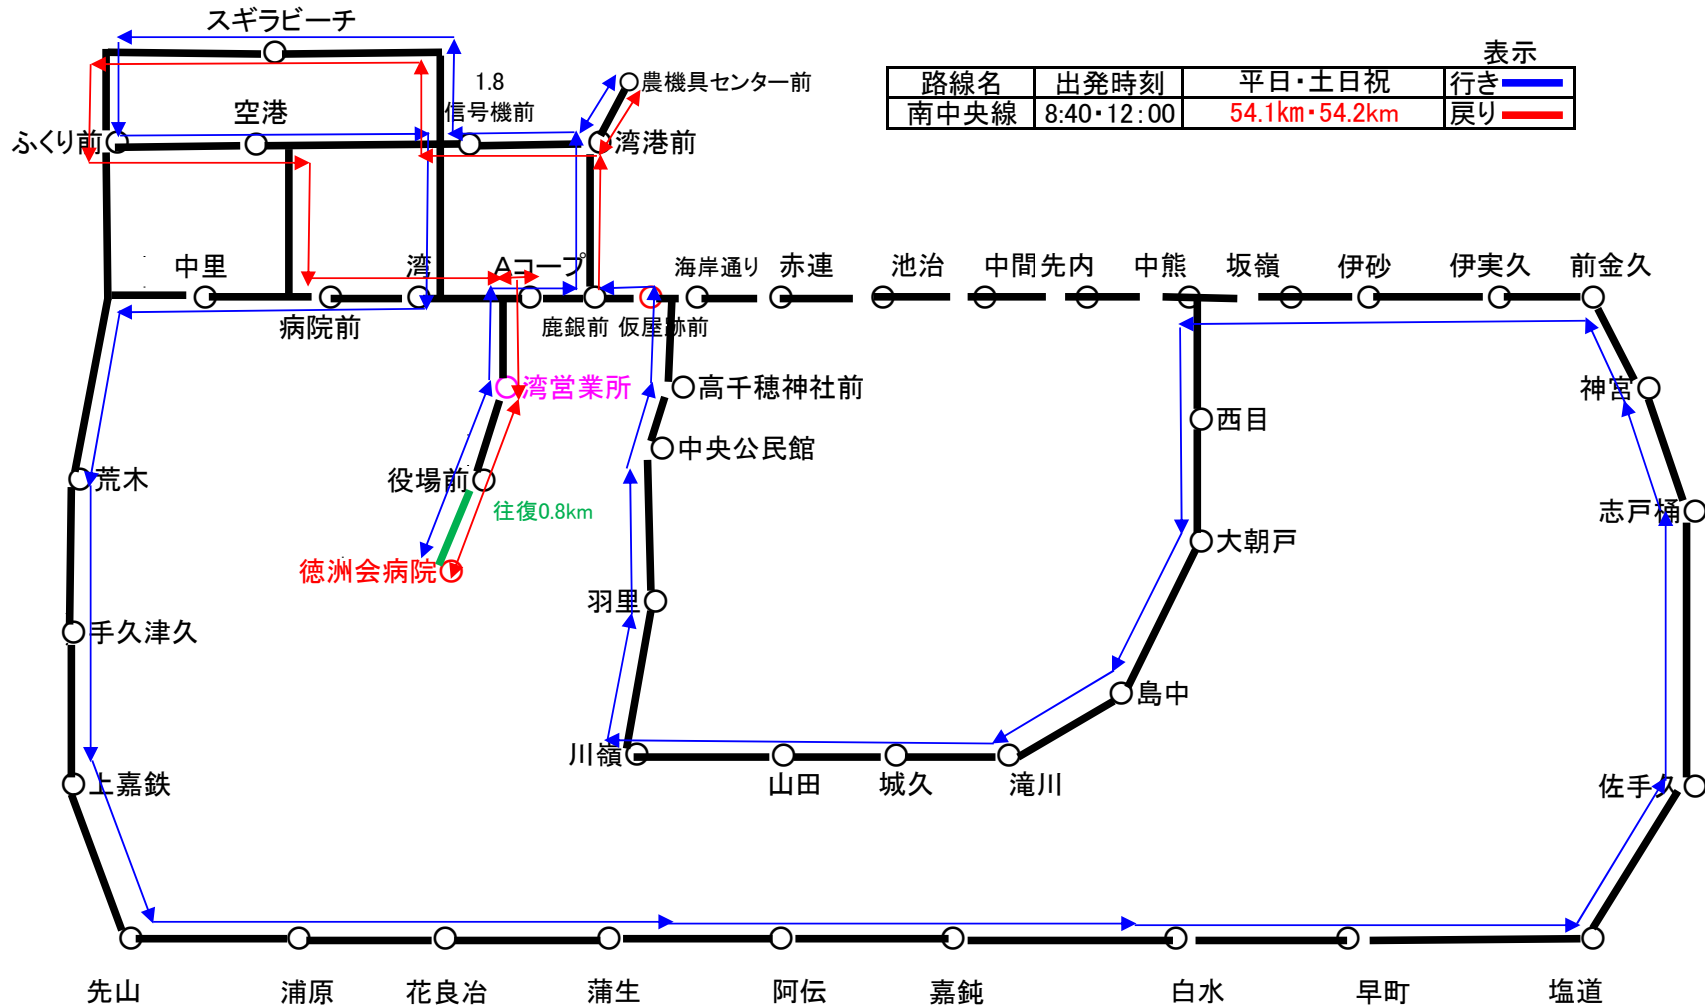 スギラビーチ
表示
路線名 出発時刻 平日・土日祝 行き
南中央線 8:40・12:00 54.1km・54.2km 戻り
1.8
信号機前
農機具センター前
空港
ふくり前
湾港前
中里
湾
Aコープ
海岸通り
赤連
池治
中間
先内
中熊
坂嶺
伊砂
伊実久
前金久
病院前
鹿銀前
仮屋跡前
湾営業所
高千穂神社前
神宮
西目
中央公民館
荒木
役場前
往復0.8km
志戸桶
大朝戸
徳洲会病院
羽里
手久津久
島中
川嶺
上嘉鉄
山田
城久
滝川
佐手久
先山
浦原
花良治
蒲生
阿伝
嘉鈍
白水
早町
塩道